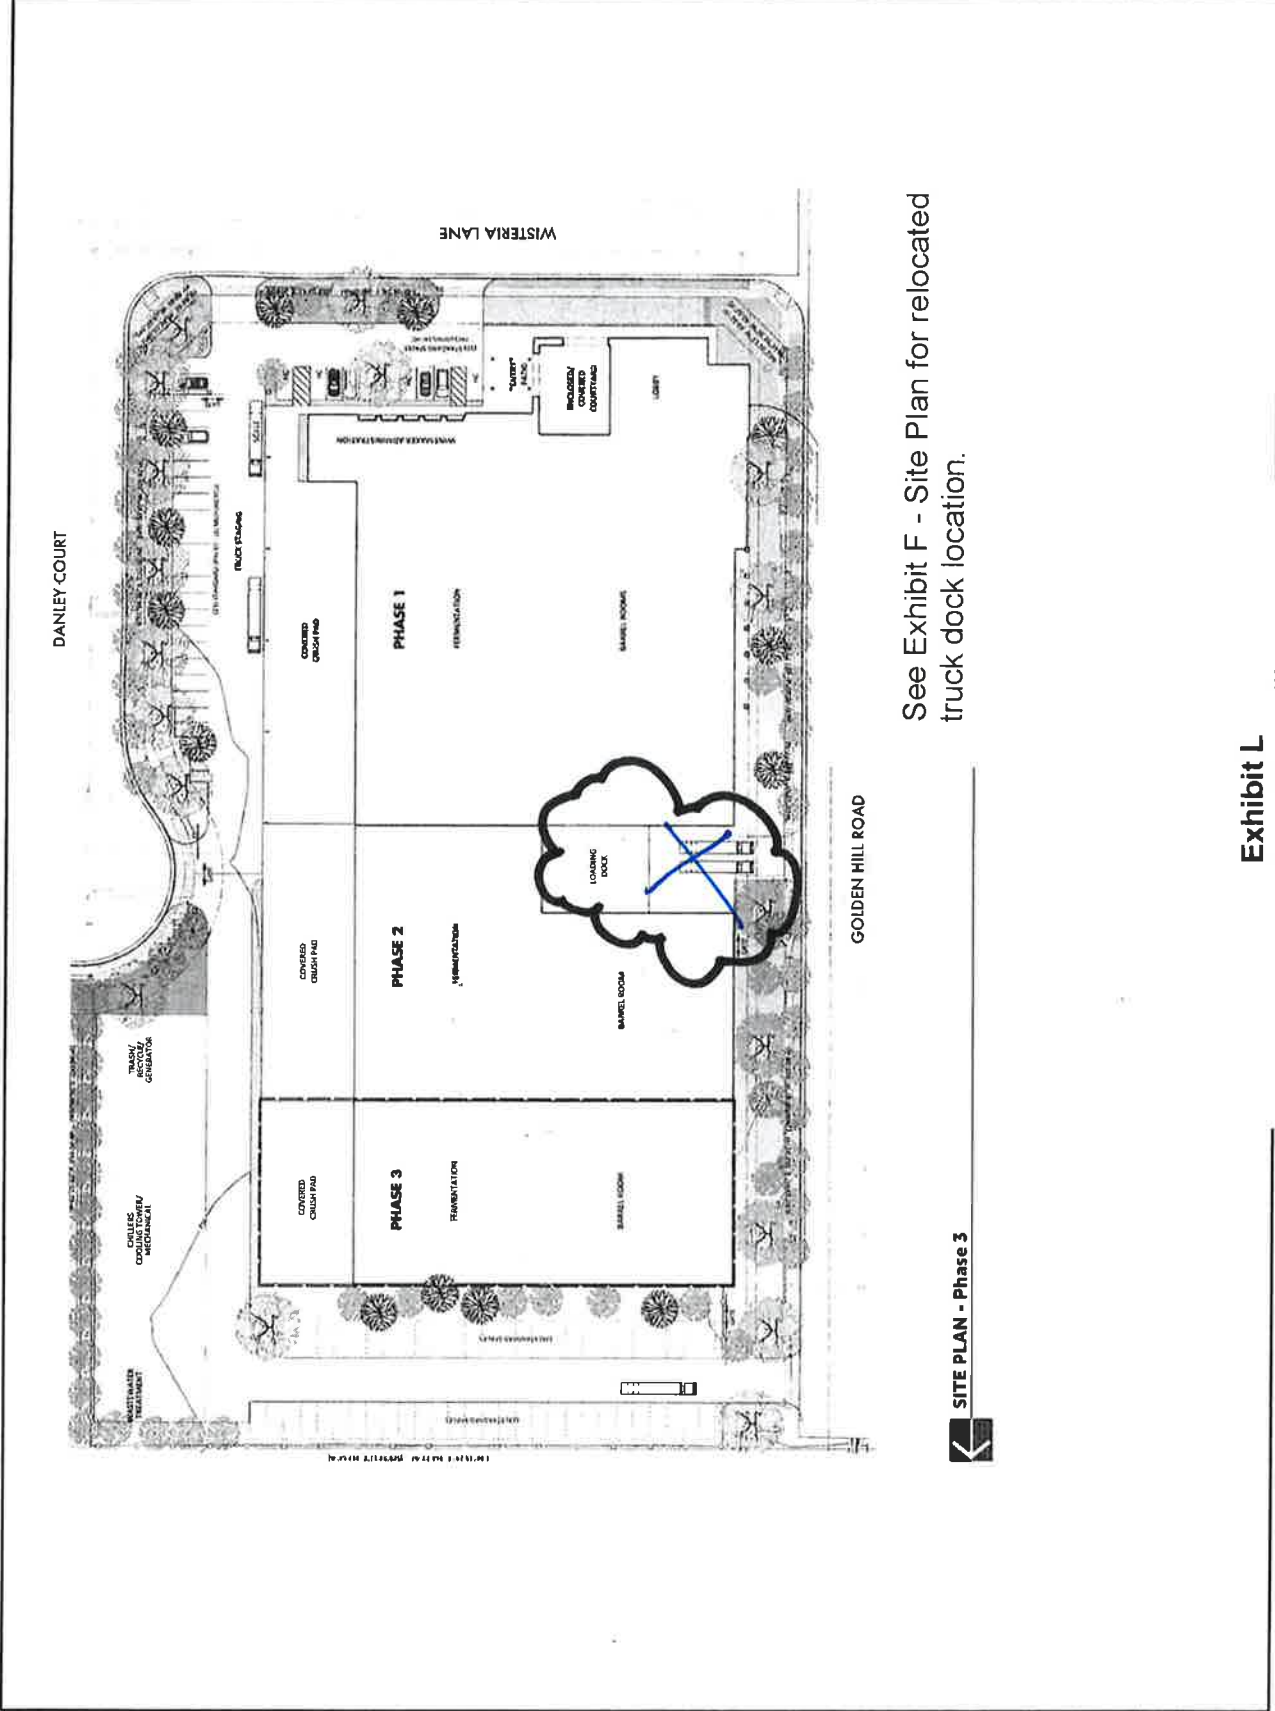 DANLEY COURT
WISTERIA LANE
TRUCK STAGING
WINEMAKER ADMINISTRATION
"ENTRY"
PATIO
ENCLOSED/
COVERED
COURTYARD
LOBBY
COVERED
CRUSH PAD
PHASE 1
FERMENTATION
BARREL ROOMS
LOADING
DOCK
COVERED
CRUSH PAD
PHASE 2
FERMENTATION
BARREL ROOM
TRASH/
RECYCLE/
GENERATOR
COVERED
CRUSH PAD
PHASE 3
FERMENTATION
BARREL ROOM
CHILLERS
COOLING TOWER/
MECHANICAL
WASTEWATER
TREATMENT
GOLDEN HILL ROAD
See Exhibit F - Site Plan for relocated
truck dock location.
SITE PLAN - Phase 3
Exhibit L